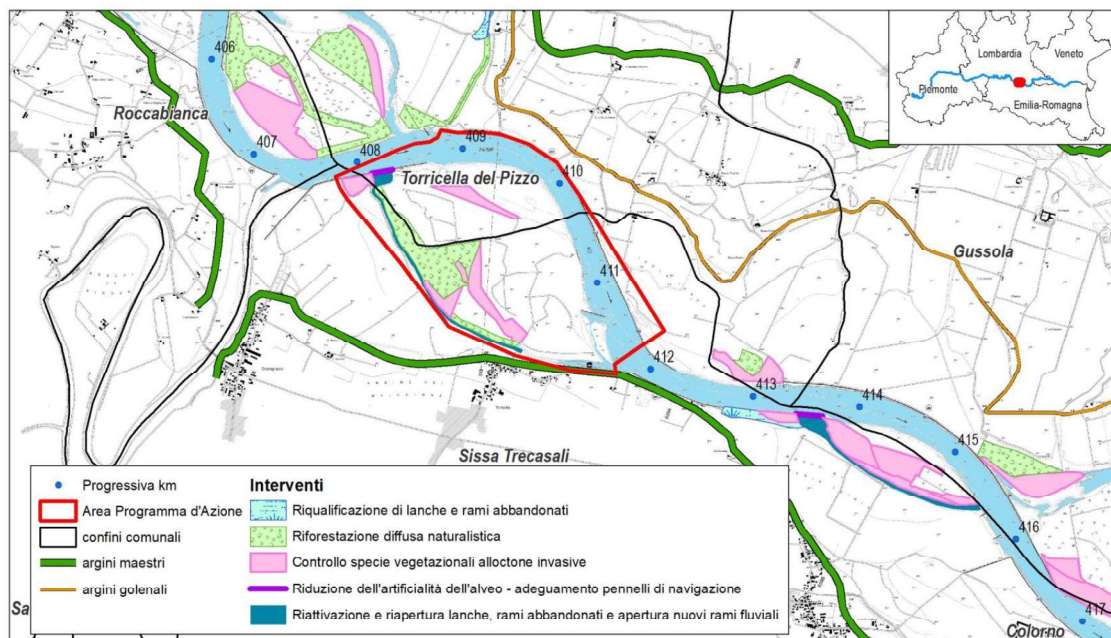 406
Lombardia
Veneto
Piemonte
Emilia-Romagna
Roccabianca
407
408
409
Torricella del Pizzo
410
411
Gussola
412
413
414
Sissa Trecasali
415
416
417
Colorno
Sa
Progressiva km
Area Programma d'Azione
confini comunali
argini maestri
argini golenali
Interventi
Riqualificazione di lanche e rami abbandonati
Riforestazione diffusa naturalistica
Controllo specie vegetazionali alloctone invasive
Riduzione dell'artificialità dell'alveo - adeguamento pennelli di navigazione
Riattivazione e riapertura lanche, rami abbandonati e apertura nuovi rami fluviali